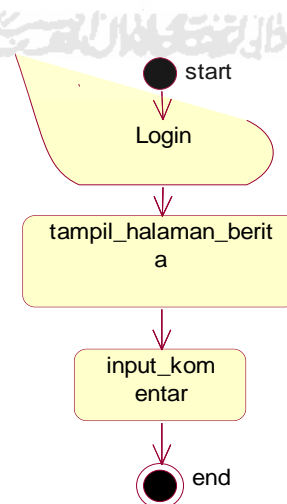 start
Login
tampil_halaman_berit
a
input_kom
entar
end